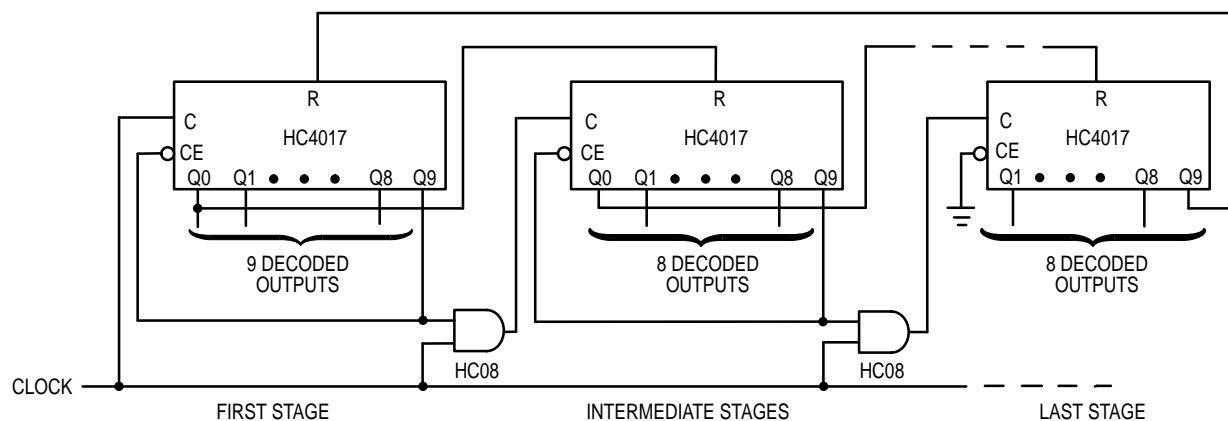 R
R
R
C
HC4017
C
HC4017
C
HC4017
CE
CE
CE
Q0 Q1 • • • Q8 Q9
Q0 Q1 • • • Q8 Q9
Q1 • • • Q8 Q9
9 DECODED
OUTPUTS
8 DECODED
OUTPUTS
8 DECODED
OUTPUTS
HC08
HC08
CLOCK
FIRST STAGE
INTERMEDIATE STAGES
LAST STAGE